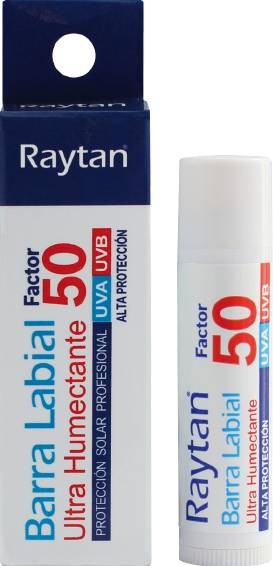 Raytan®
Barra Labial
Ultra Humectante
Factor
50
UVA UVB
PROTECCIÓN SOLAR PROFESIONAL
ALTA PROTECCIÓN
Raytan®
Barra Labial
Ultra Humectante
Factor
50
UVA UVB
ALTA PROTECCIÓN